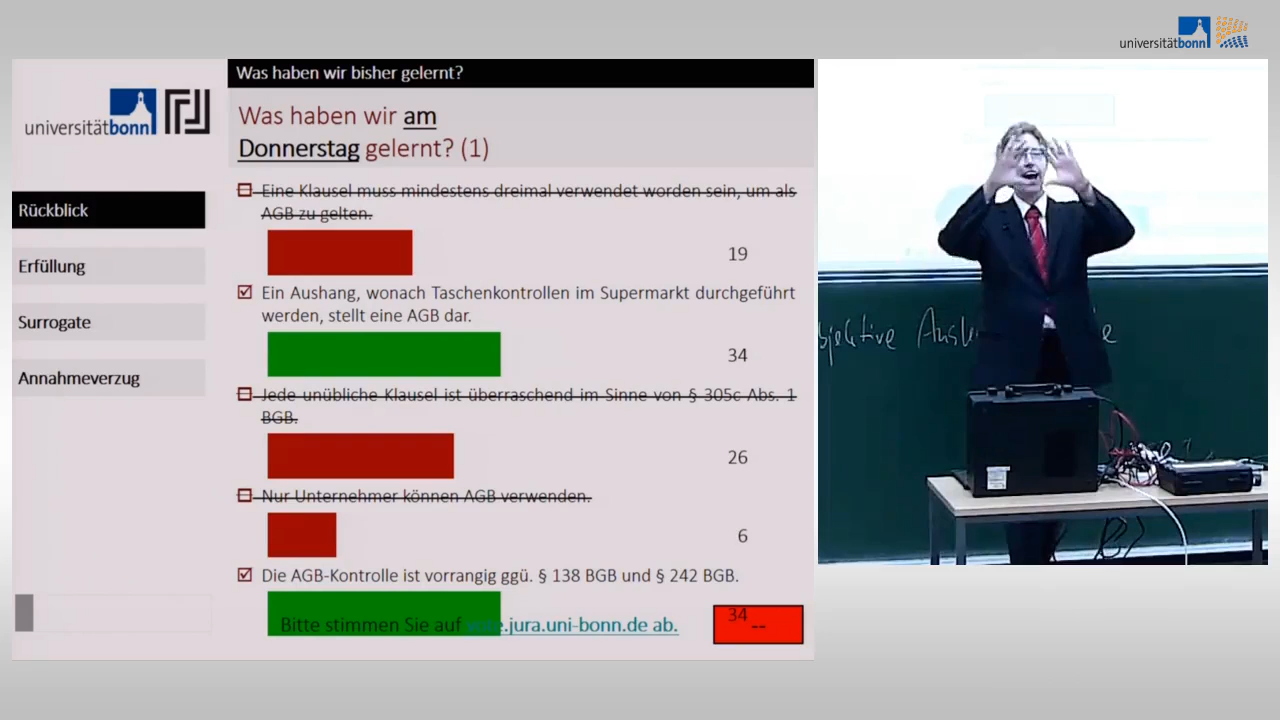 universitätbonn
Was haben wir bisher gelernt?
universitätbonn
Was haben wir am
Donnerstag gelernt? (1)
Rückblick
Erfüllung
Surrogate
Annahmeverzug
Eine Klausel muss mindestens dreimal verwendet worden sein, um als
AGB zu gelten.
19
Ein Aushang, wonach Taschenkontrollen im Supermarkt durchgeführt
werden, stellt eine AGB dar.
34
Jede unübliche Klausel ist überraschend im Sinne von § 305c Abs. 1
BGB.
26
Nur Unternehmer können AGB verwenden.
6
Die AGB-Kontrolle ist vorrangig ggü. § 138 BGB und § 242 BGB.
34
Bitte stimmen Sie auf .jura.uni-bonn.de ab.
--